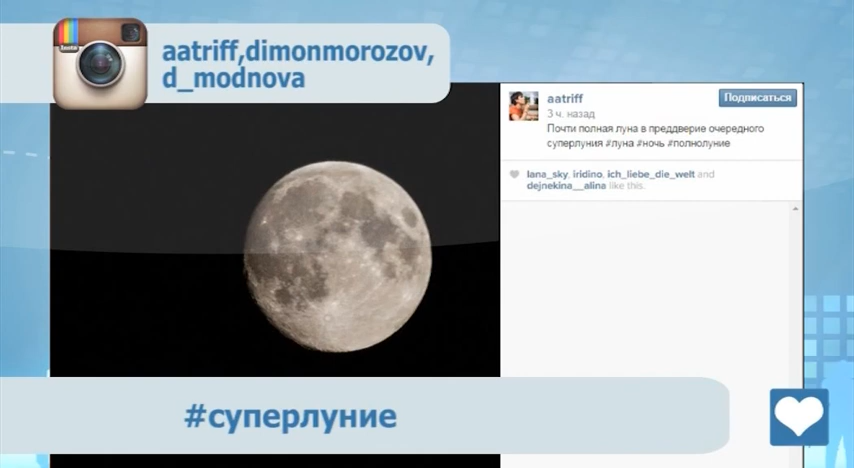 Insta
aatriff,dimonmorozov,
d_modnova
aatriff
Подписаться
3 ч. назад
Почти полная луна в преддверие очередного
суперлуния #луна #ночь #полнолуние
lana_sky, iridino, ich_liebe_die_welt and
dejnekina__alina like this.
#суперлуние